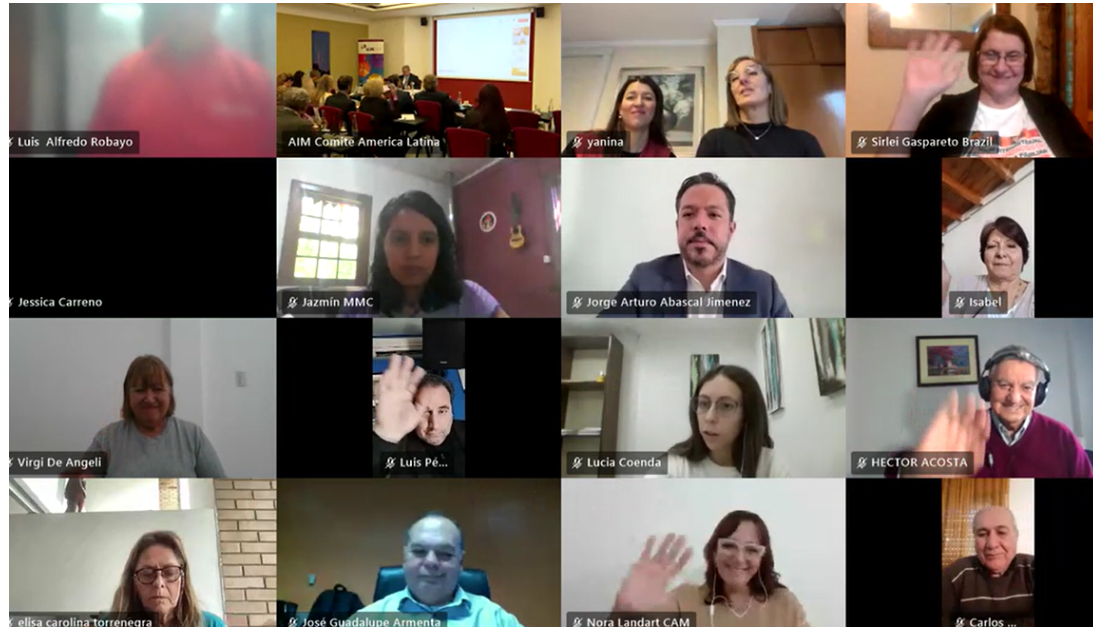 Luis Alfredo Robayo
AIM Comite America Latina
yanina
Sirlei Gaspareto Brazil
Jessica Carreno
Jazmín MMC
Jorge Arturo Abascal Jimenez
Isabel
Virgi De Angeli
Luis Pé...
Lucia Coenda
HECTOR ACOSTA
elisa carolina torrenegra
José Guadalupe Armenta
Nora Landart CAM
Carlos ...